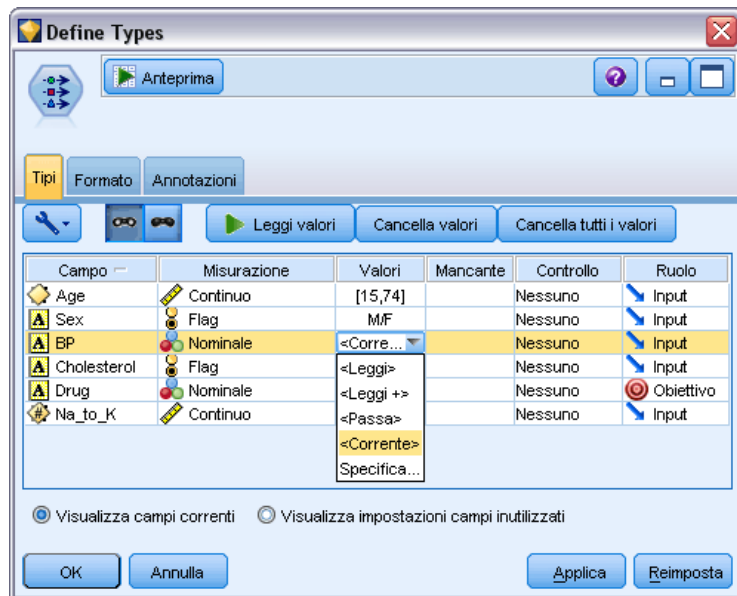 Define Types
Anteprima
Tipi Formato Annotazioni
Leggi valori Cancella valori Cancella tutti i valori
Campo Misurazione Valori Mancante Controllo Ruolo
Age Continuo [15,74] Nessuno Input
A Sex Flag M/F Nessuno Input
A BP Nominale <Corre... Nessuno Input
A Cholesterol Flag <Leggi> Nessuno Input
A Drug Nominale <Leggi +> Nessuno Obiettivo
# Na_to_K Continuo <Passa> Nessuno Input
<Corrente>
Specifica...
Visualizza campi correnti Visualizza impostazioni campi inutilizzati
OK Annulla Applica Reimposta